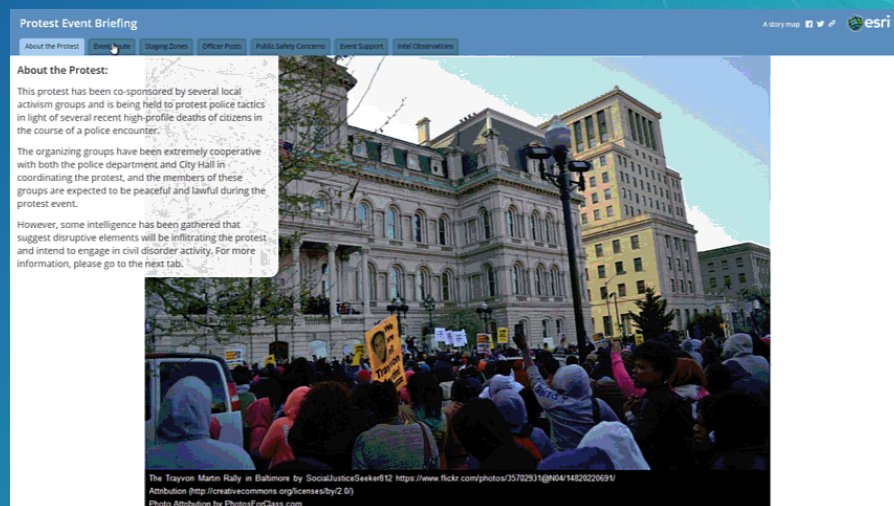 Protest Event Briefing
A story map
esri
About the Protest
Event Route
Staging Zones
Officer Posts
Public Safety Concerns
Event Support
Intel Observations
About the Protest:
This protest has been co-sponsored by several local
activism groups and is being held to protest police tactics
in light of several recent high-profile deaths of citizens in
the course of a police encounter.
The organizing groups have been extremely cooperative
with both the police department and City Hall in
coordinating the protest, and the members of these
groups are expected to be peaceful and lawful during the
protest event.
However, some intelligence has been gathered that
suggest disruptive elements will be inflitrating the protest
and intend to engage in civil disorder activity. For more
information, please go to the next tab.
We
are
all
Trayvon
Martin
The Trayvon Martin Rally in Baltimore by SocialJusticeSeeker812 https://www.flickr.com/photos/35702931@N04/14820220691/
Attribution (http://creativecommons.org/licenses/by/2.0/)
Photo Attribution by PhotosForClass.com